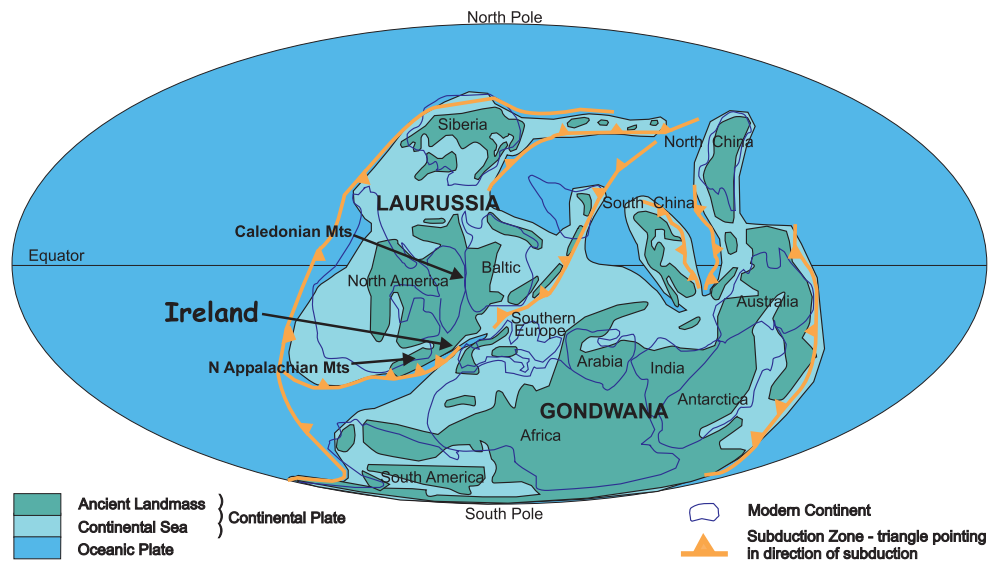 North Pole
Siberia
North China
LAURUSSIA
South China
Caledonian Mts
Equator
Baltic
North America
Australia
Ireland
Southern
Europe
Arabia
India
N Appalachian Mts
Antarctica
GONDWANA
Africa
South America
South Pole
Ancient Landmass
Continental Sea
Oceanic Plate
Continental Plate
Modern Continent
Subduction Zone - triangle pointing
in direction of subduction